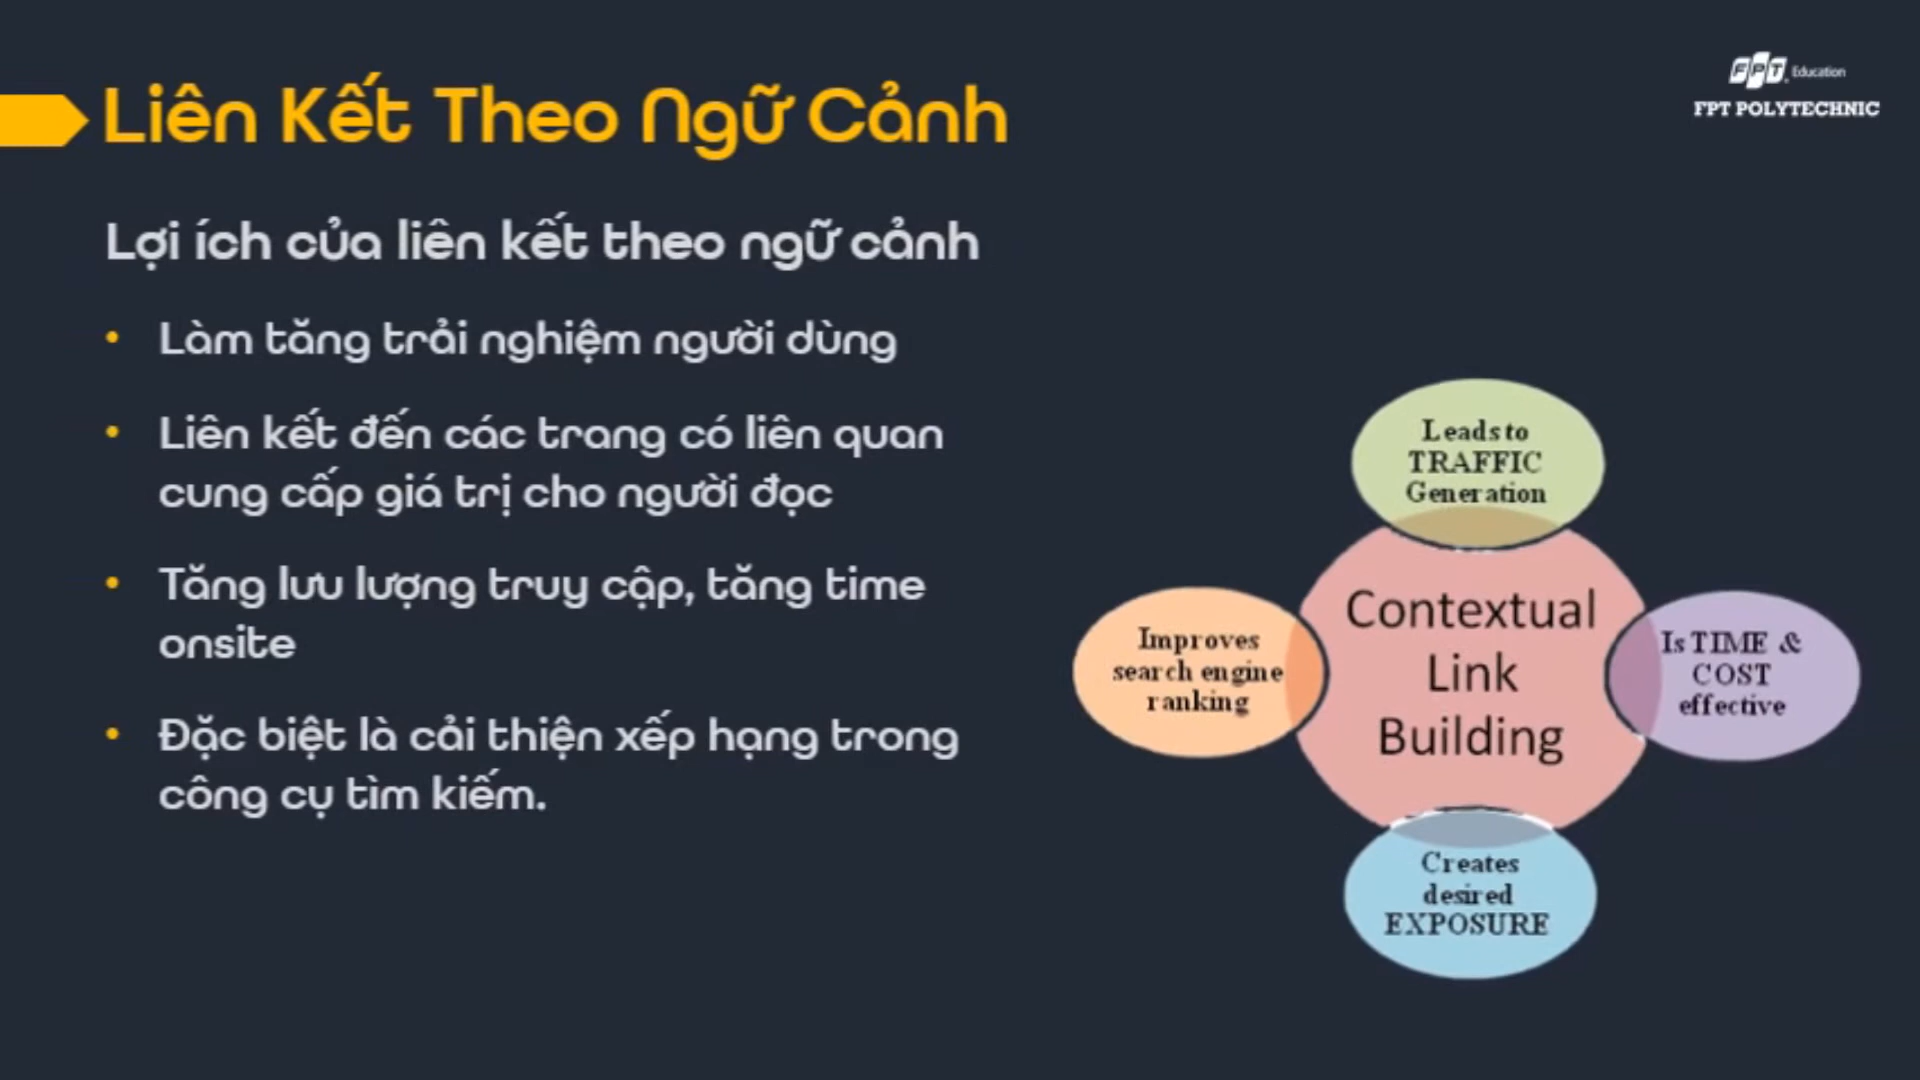 Liên Kết Theo Ngữ Cảnh
FPT Education
FPT POLYTECHNIC
Lợi ích của liên kết theo ngữ cảnh
• Làm tăng trải nghiệm người dùng
• Liên kết đến các trang có liên quan
cung cấp giá trị cho người đọc
• Tăng lưu lượng truy cập, tăng time
onsite
• Đặc biệt là cải thiện xếp hạng trong
công cụ tìm kiếm.
Leads to
TRAFFIC
Generation
Improves
search engine
ranking
Contextual
Link
Building
Is TIME &
COST
effective
Creates
desired
EXPOSURE